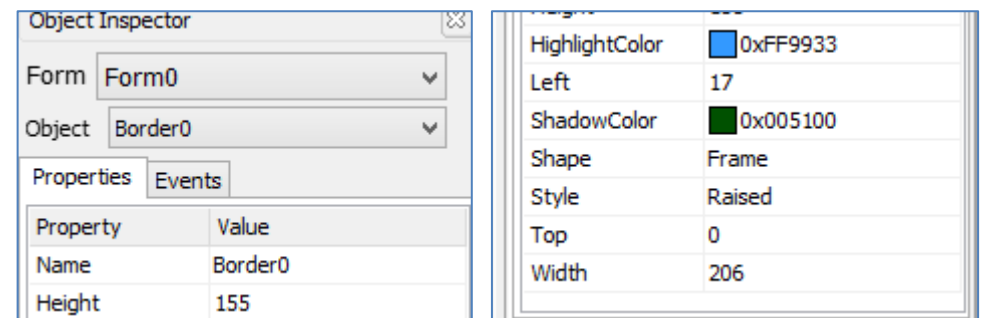 Object Inspector
Form Form0
Object Border0
Properties Events
Property Value
Name Border0
Height 155
HighlightColor 0xFF9933
Left 17
ShadowColor 0x005100
Shape Frame
Style Raised
Top 0
Width 206